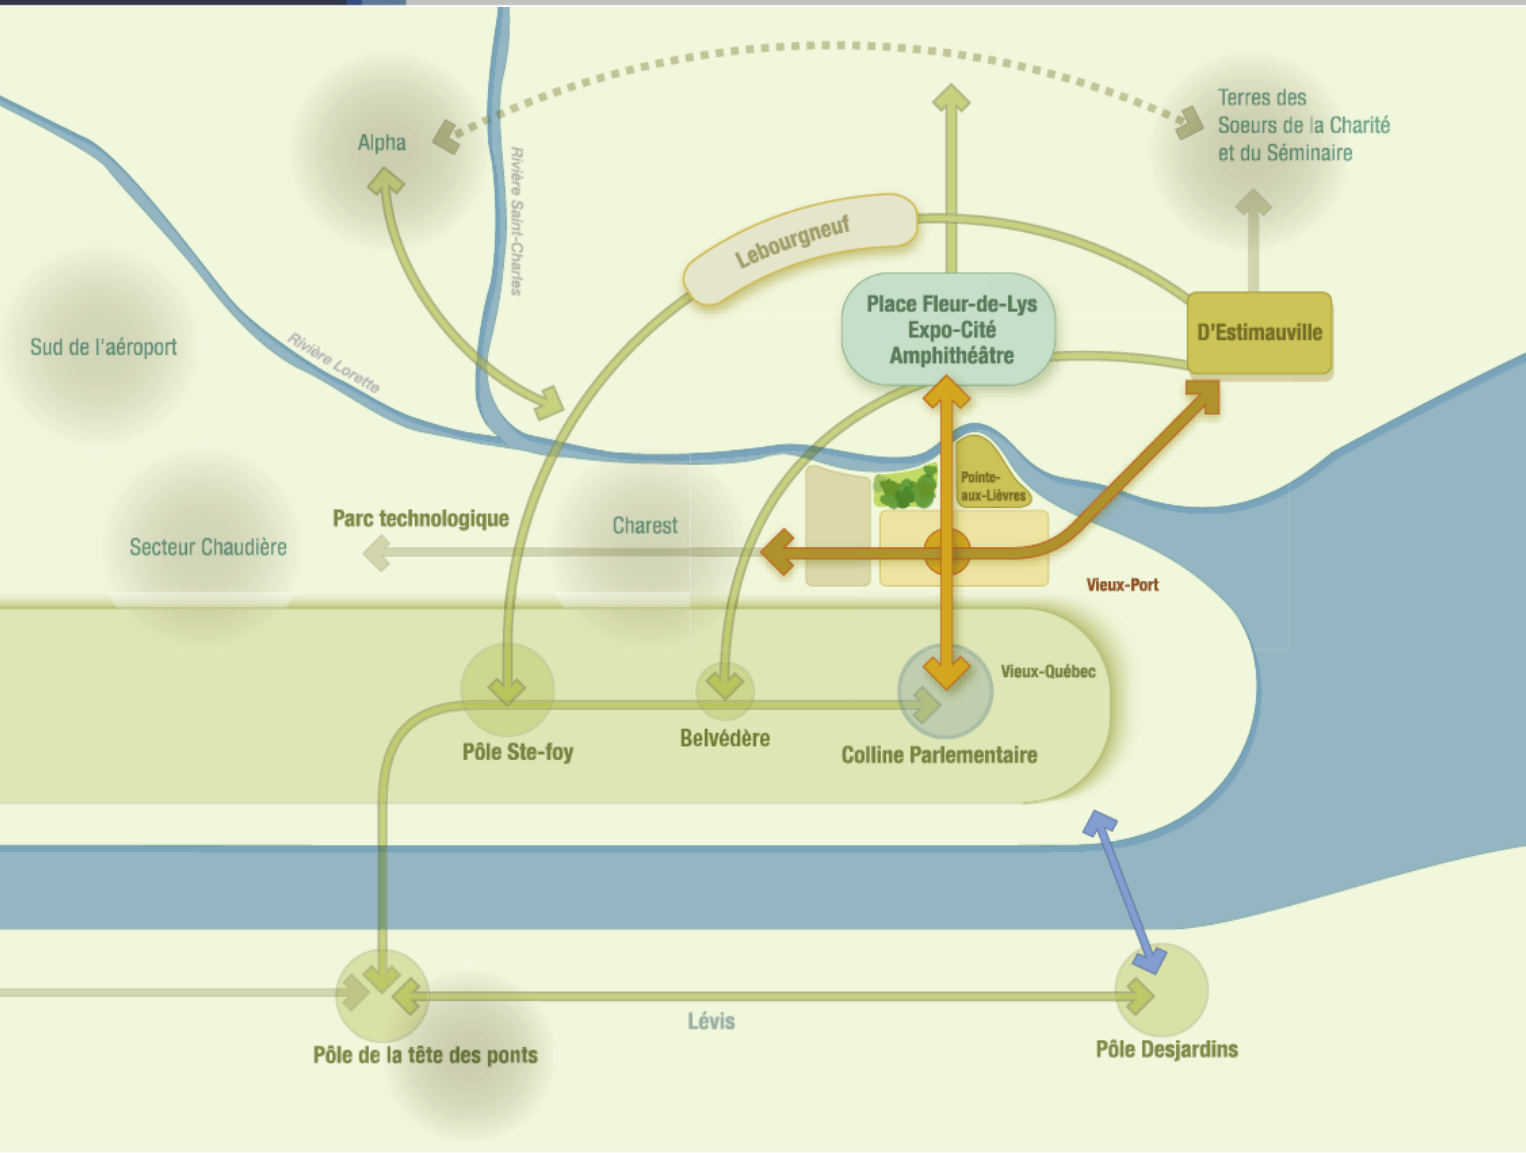 Terres des
Soeurs de la Charité
et du Séminaire
Alpha
Rivière Saint-Charles
Lebourgneuf
Place Fleur-de-Lys
Expo-Cité
Amphithéâtre
D'Estimauville
Sud de l'aéroport
Rivière Lorette
Pointe-
aux-Lièvres
Parc technologique
Charest
Secteur Chaudière
Vieux-Port
Vieux-Québec
Pôle Ste-foy
Belvédère
Colline Parlementaire
Lévis
Pôle de la tête des ponts
Pôle Desjardins